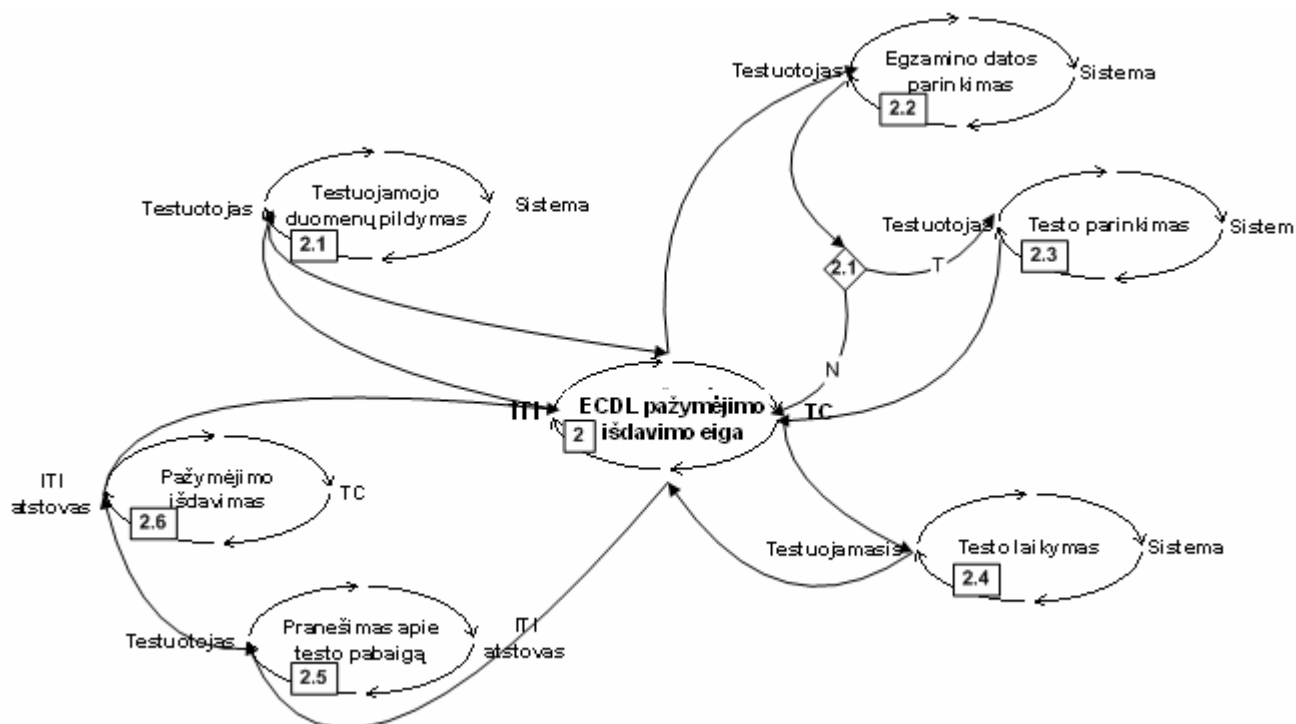 Testuotojas
Egzamino datos
parinkimas
Sistema
2.2
Testuotojas
Testuojamojo
duomenų pildymas
Sistema
2.1
Testuotojas
Testo parinkimas
Sistem
2.3
2.1
T
N
ITI
ECDL pažymėjimo
išdavimo eiga
TC
2
ITI
atstovas
Pažymėjimo
išdavimas
TC
2.6
Testuojamasis
Testo laikymas
Sistema
2.4
Testuotojas
Pranešimas apie
testo pabaigą
ITI
atstovas
2.5